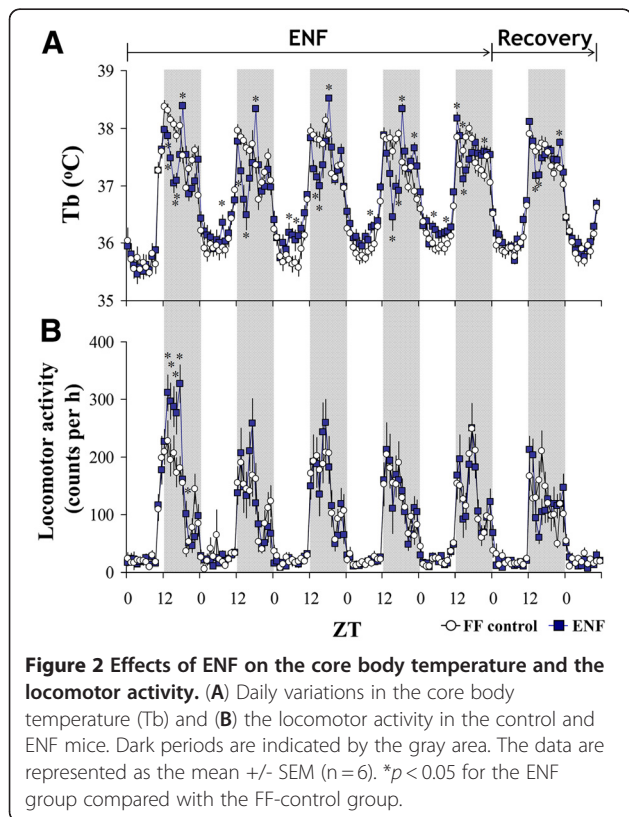 A
ENF
Recovery
39
38
37
36
35
Tb (°C)
B
400
300
200
100
0
Locomotor activity
(counts per h)
0 12 0 12 0 12 0 12 0 12 0 12 0
ZT
FF control ENF
Figure 2 Effects of ENF on the core body temperature and the
locomotor activity. (A) Daily variations in the core body
temperature (Tb) and (B) the locomotor activity in the control and
ENF mice. Dark periods are indicated by the gray area. The data are
represented as the mean +/- SEM (n = 6). *p < 0.05 for the ENF
group compared with the FF-control group.